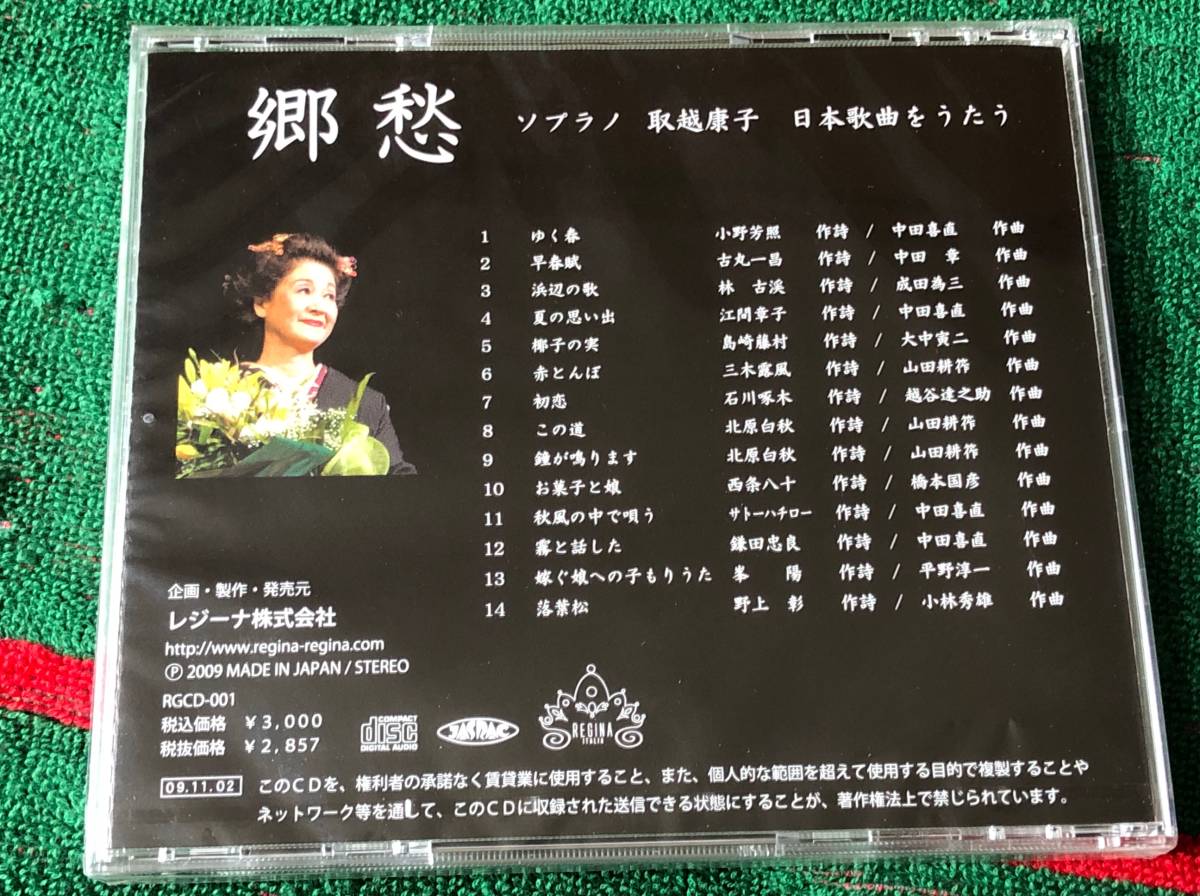 郷愁 ソプラノ 取越康子 日本歌曲をうたう
1 ゆく春 小野芳照 作詩 / 中田喜直 作曲
2 早春賦 古丸一昌 作詩 / 中田 章 作曲
3 浜辺の歌 林 古渓 作詩 / 成田為三 作曲
4 夏の思い出 江間章子 作詩 / 中田喜直 作曲
5 椰子の実 島崎藤村 作詩 / 大中寅二 作曲
6 赤とんぼ 三木露風 作詩 / 山田耕筰 作曲
7 初恋 石川啄木 作詩 / 越谷達之助 作曲
8 この道 北原白秋 作詩 / 山田耕筰 作曲
9 鐘が鳴ります 北原白秋 作詩 / 山田耕筰 作曲
10 お菓子と娘 西条八十 作詩 / 橋本国彦 作曲
11 秋風の中で唄う サトーハチロー 作詩 / 中田喜直 作曲
12 霧と話した 鎌田忠良 作詩 / 中田喜直 作曲
13 嫁ぐ娘への子もりうた 峯 陽 作詩 / 平野淳一 作曲
14 落葉松 野上 彰 作詩 / 小林秀雄 作曲
企画・製作・発売元
レジーナ株式会社
http://www.regina-regina.com
Ⓟ 2009 MADE IN JAPAN / STEREO
RGCD-001
税込価格 ￥3,000
税抜価格 ￥2,857
COMPACT
disc
DIGITAL AUDIO
JASRAC
REGINA
ITALIA
09.11.02
このCDを、権利者の承諾なく賃貸業に使用すること、また、個人的な範囲を超えて使用する目的で複製することや
ネットワーク等を通して、このCDに収録された送信できる状態にすることが、著作権法上で禁じられています。